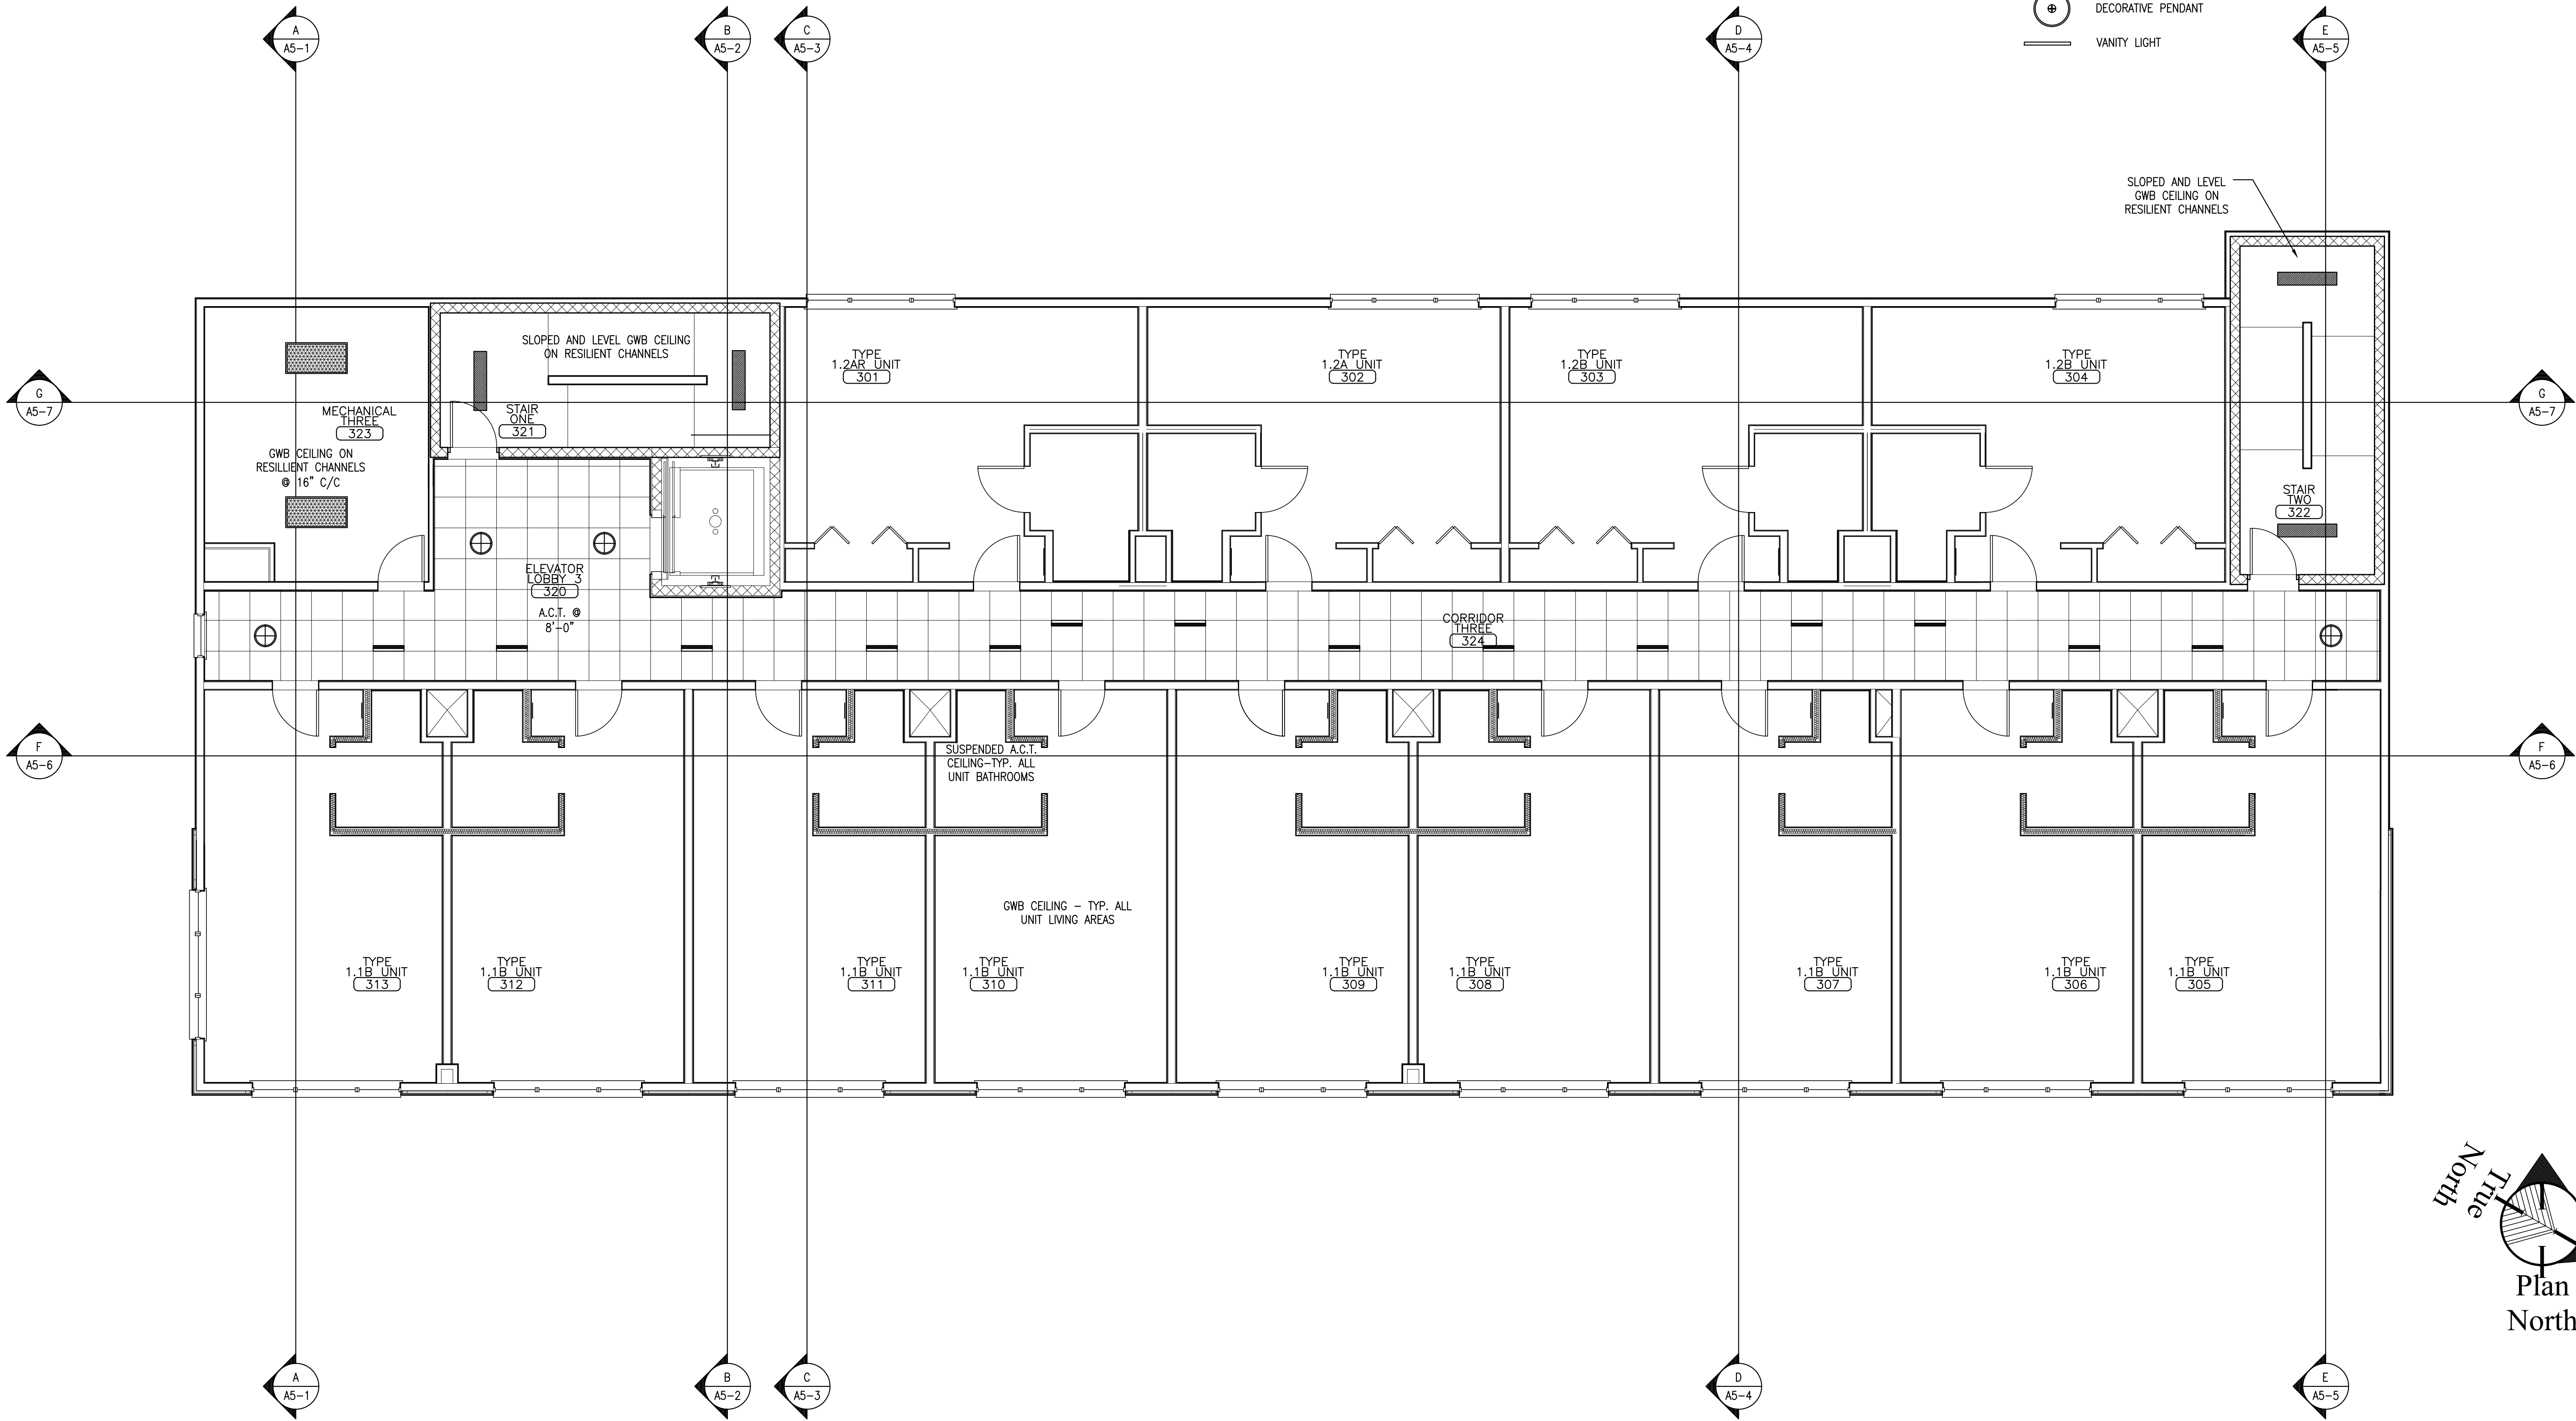 DECORATIVE PENDANT
VANITY LIGHT
A
A5-1
B
A5-2
C
A5-3
D
A5-4
E
A5-5
SLOPED AND LEVEL
GWB CEILING ON
RESILIENT CHANNELS
SLOPED AND LEVEL GWB CEILING
ON RESILIENT CHANNELS
TYPE
1.2AR UNIT
301
TYPE
1.2A UNIT
302
TYPE
1.2B UNIT
303
TYPE
1.2B UNIT
304
G
A5-7
G
A5-7
MECHANICAL
THREE
323
GWB CEILING ON
RESILLIENT CHANNELS
@ 16" C/C
STAIR
ONE
321
STAIR
TWO
322
ELEVATOR
LOBBY 3
320
A.C.T. @
8'-0"
CORRIDOR
THREE
324
F
A5-6
F
A5-6
SUSPENDED A.C.T.
CEILING-TYP. ALL
UNIT BATHROOMS
GWB CEILING - TYP. ALL
UNIT LIVING AREAS
TYPE
1.1B UNIT
313
TYPE
1.1B UNIT
312
TYPE
1.1B UNIT
311
TYPE
1.1B UNIT
310
TYPE
1.1B UNIT
309
TYPE
1.1B UNIT
308
TYPE
1.1B UNIT
307
TYPE
1.1B UNIT
306
TYPE
1.1B UNIT
305
True
North
Plan
North
A
A5-1
B
A5-2
C
A5-3
D
A5-4
E
A5-5